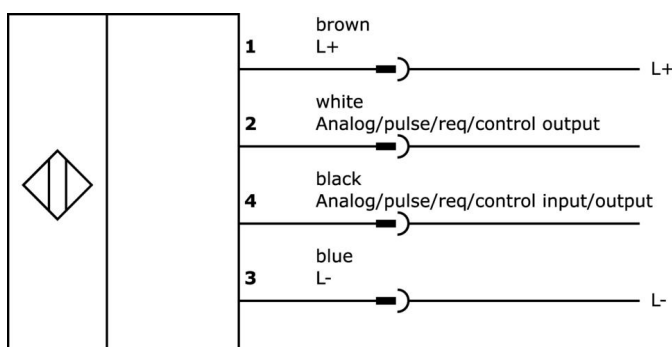 brown
1 L+
L+
white
2 Analog/pulse/req/control output
black
4 Analog/pulse/req/control input/output
blue
3 L-
L-